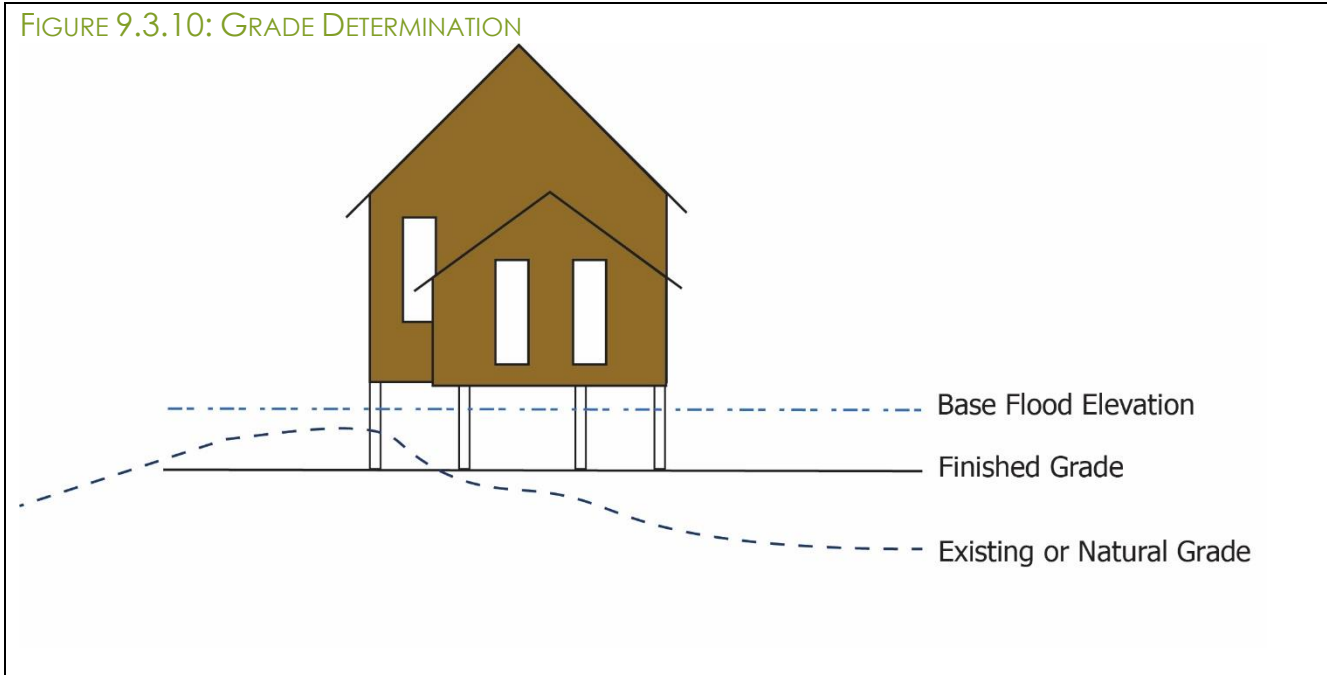 FIGURE 9.3.10: GRADE DETERMINATION
Base Flood Elevation
Finished Grade
Existing or Natural Grade